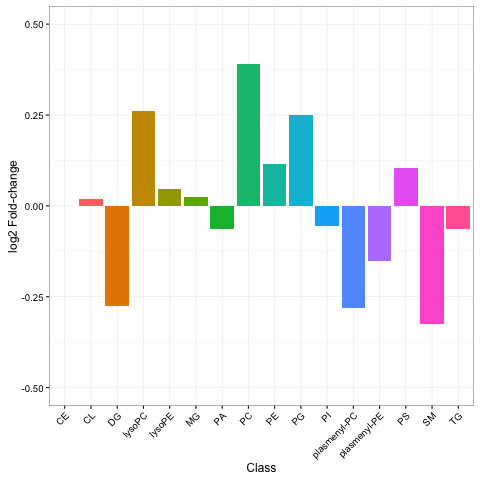 log2 Fold-change
0.50
0.25
0.00
-0.25
-0.50
CE
CL
DG
lysoPC
lysoPE
MG
PA
PC
PE
PG
PI
plasmenyl-PC
plasmenyl-PE
PS
SM
TG
Class